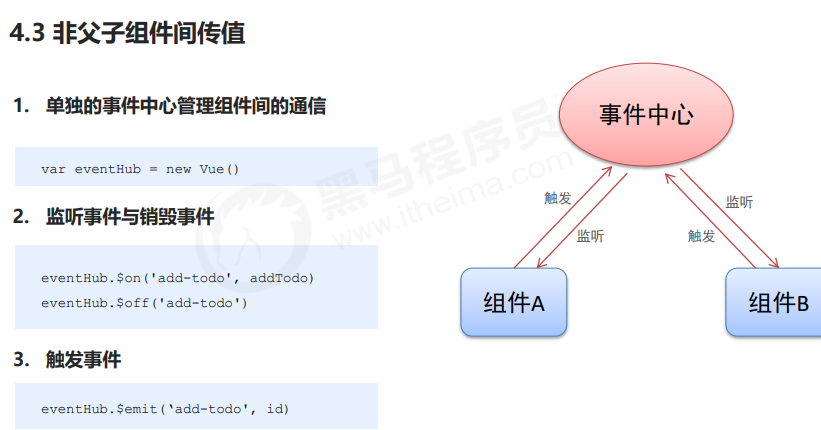 4.3 非父子组件间传值
1. 单独的事件中心管理组件间的通信
var eventHub = new Vue()
2. 监听事件与销毁事件
eventHub.$on('add-todo', addTodo)
eventHub.$off('add-todo')
3. 触发事件
eventHub.$emit(‘add-todo', id)
事件中心
触发
监听
监听
触发
组件A
组件B
黑马程序员
www.itheima.com